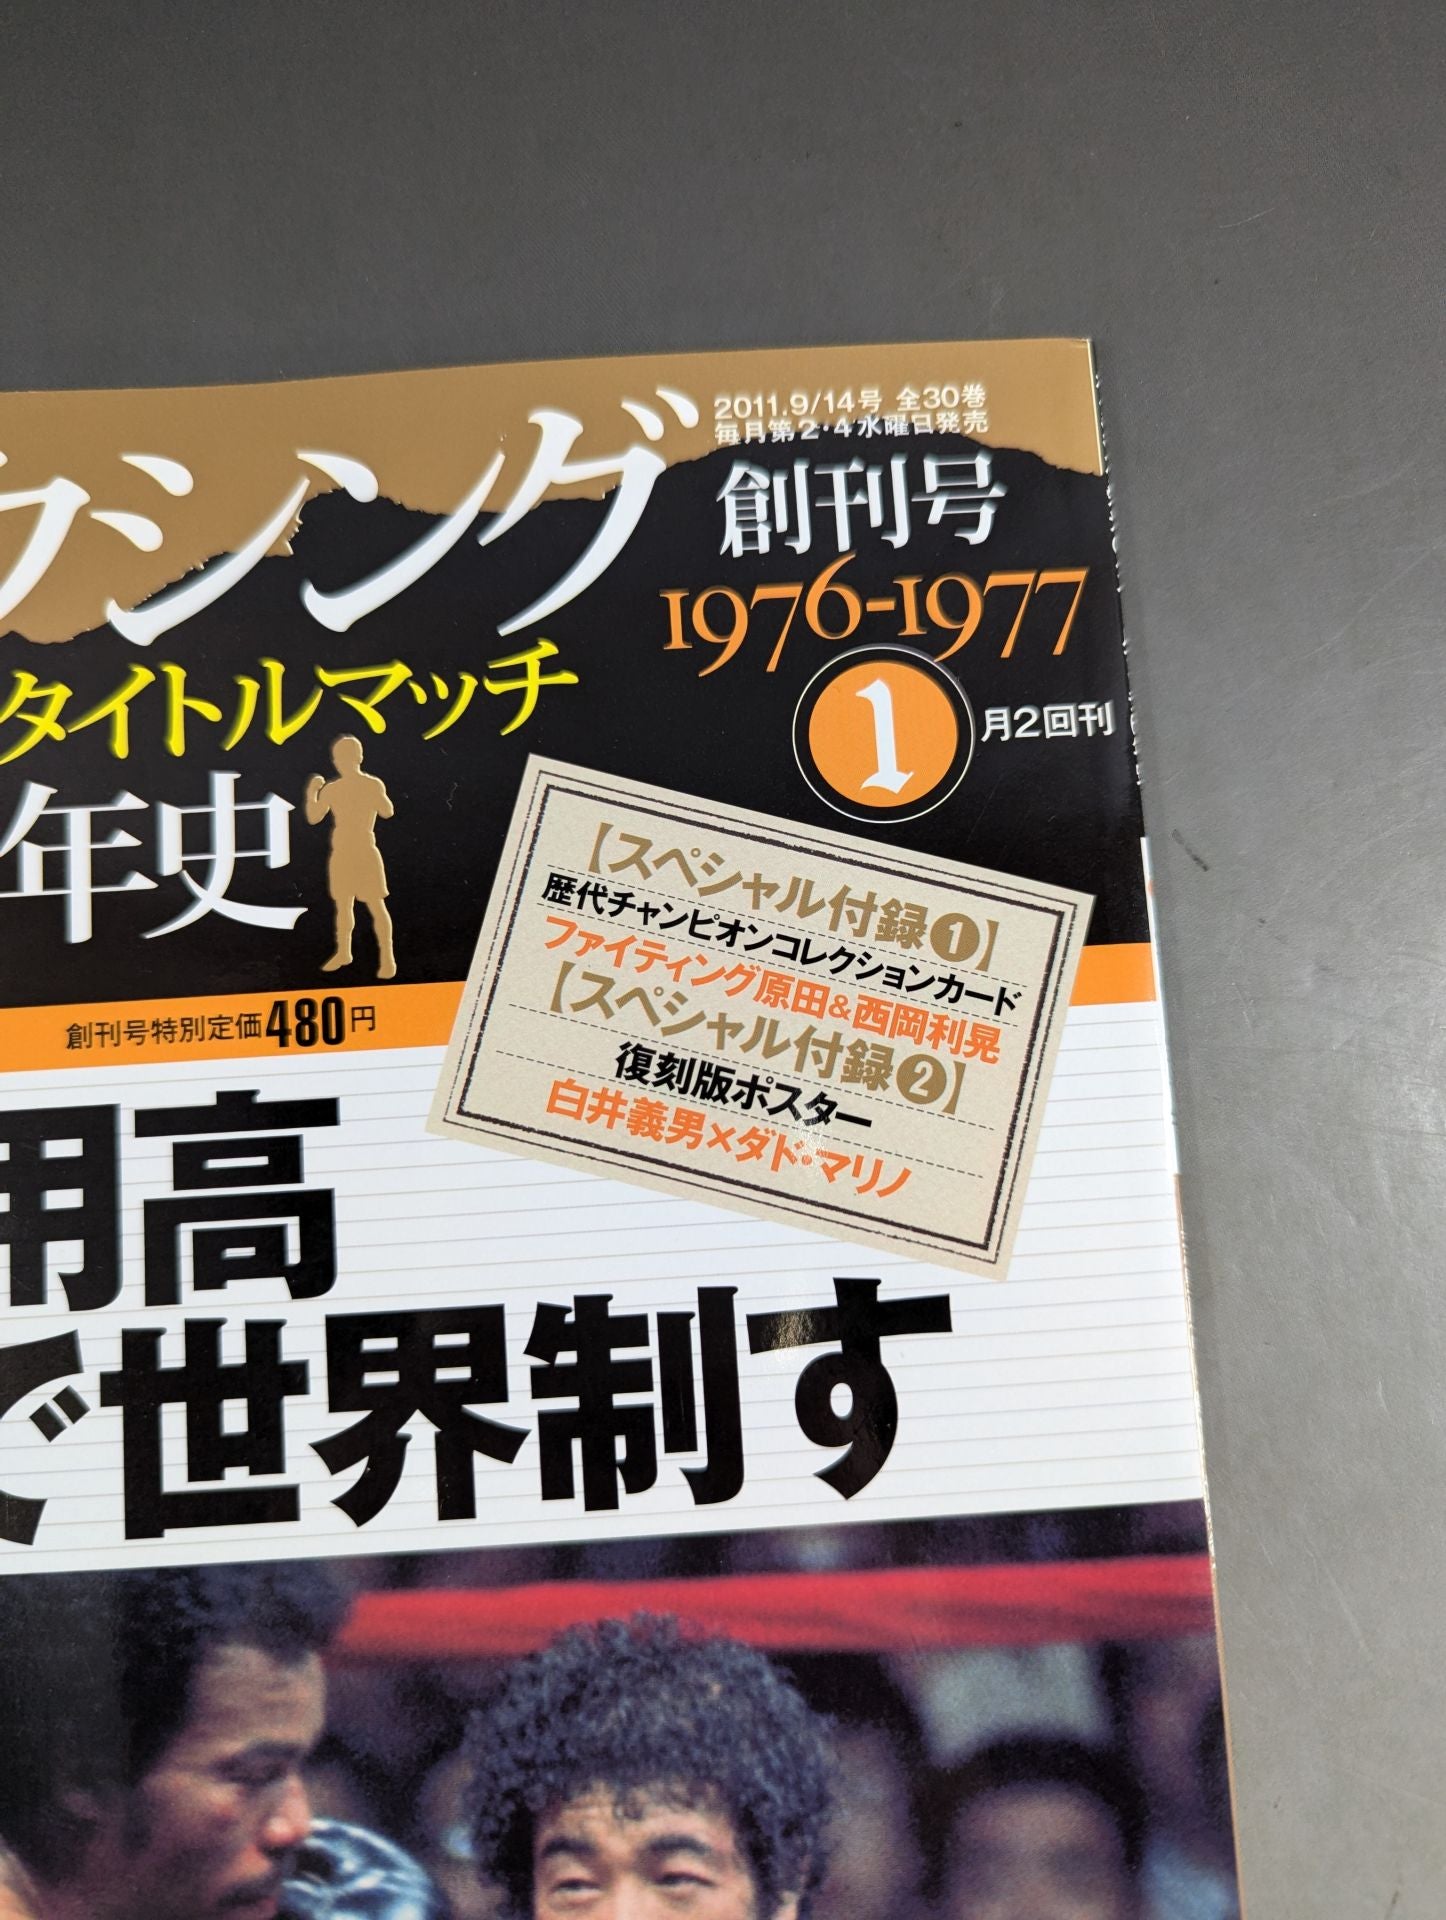 2011.9/14号 全30巻
毎月第2・4水曜日発売
クシング
創刊号
1976-1977
タイトルマッチ
1
月2回刊
年史
【スペシャル付録❶】
歴代チャンピオンコレクションカード
ファイティング原田&西岡利晃
【スペシャル付録❷】
復刻版ポスター
白井義男×ダド・マリノ
創刊号特別定価480円
用高
で世界制す